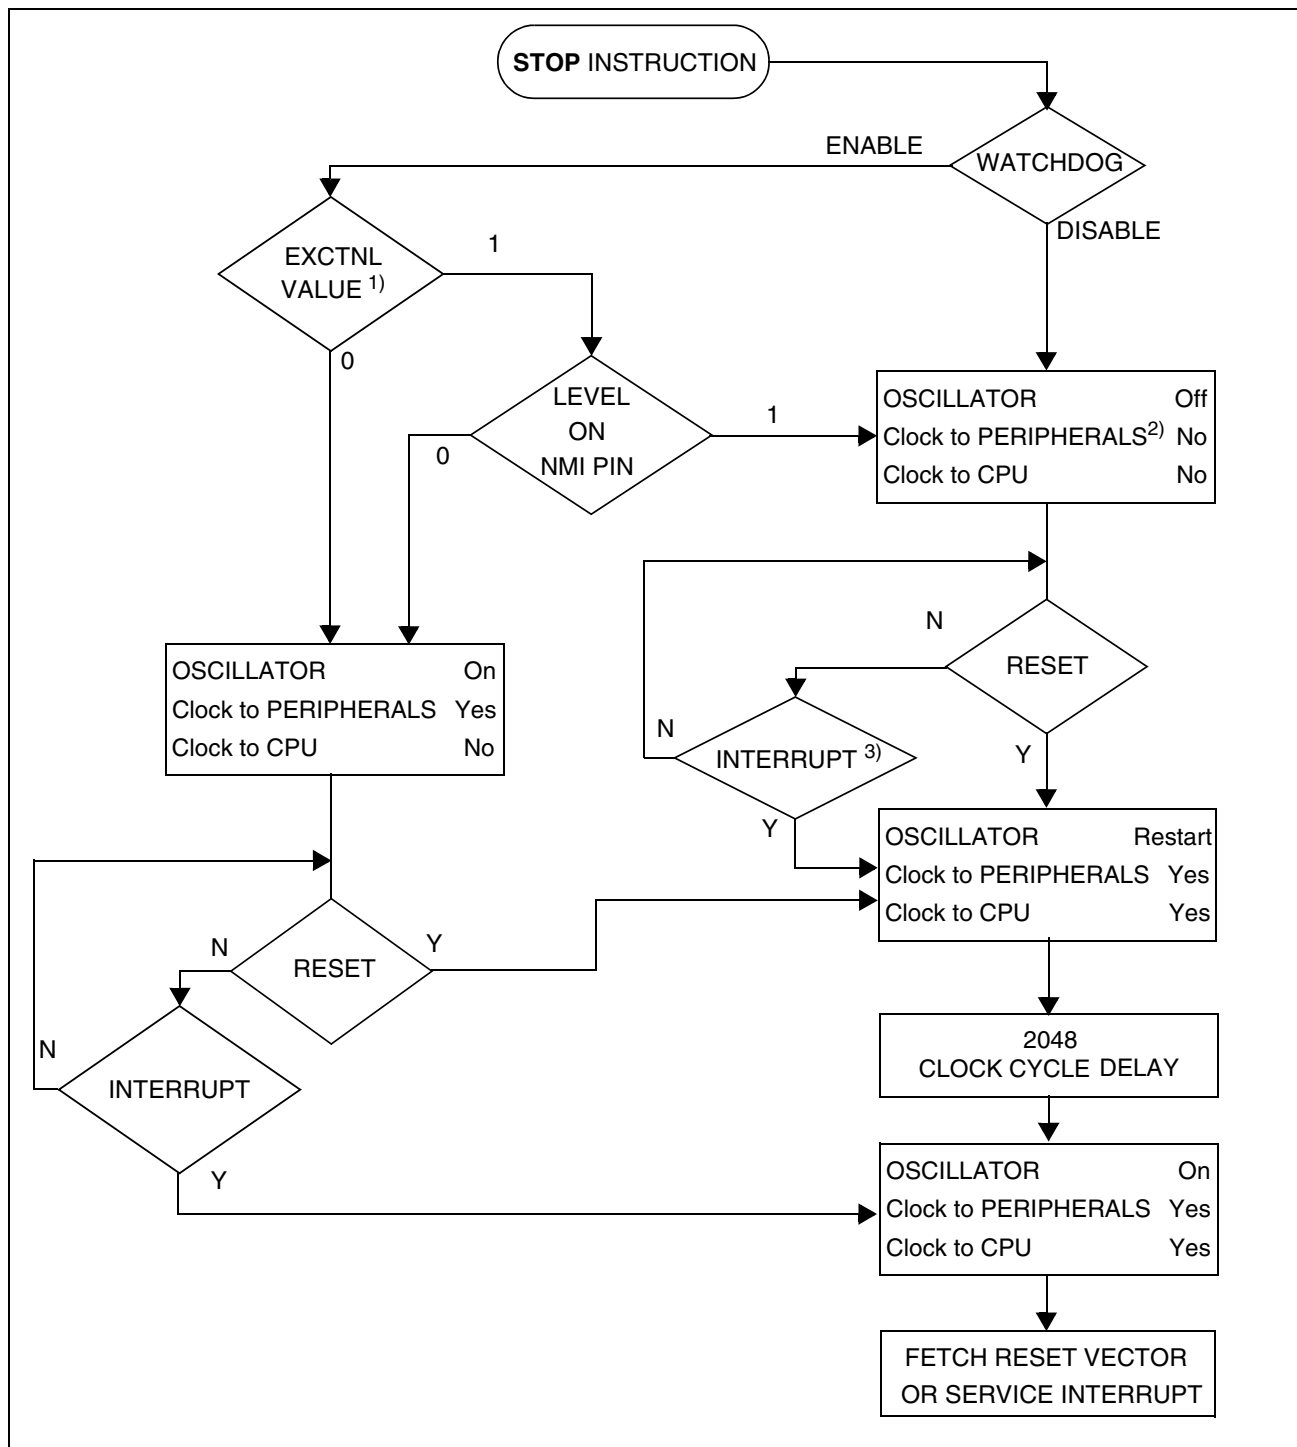 STOP INSTRUCTION
ENABLE
WATCHDOG
DISABLE
EXCTNL
VALUE 1)
1
0
LEVEL
ON
NMI PIN
1
0
OSCILLATOR Off
Clock to PERIPHERALS2) No
Clock to CPU No
N
RESET
Y
OSCILLATOR On
Clock to PERIPHERALS Yes
Clock to CPU No
N
INTERRUPT 3)
Y
OSCILLATOR Restart
Clock to PERIPHERALS Yes
Clock to CPU Yes
N
RESET
Y
N
INTERRUPT
Y
2048
CLOCK CYCLE DELAY
OSCILLATOR On
Clock to PERIPHERALS Yes
Clock to CPU Yes
FETCH RESET VECTOR
OR SERVICE INTERRUPT